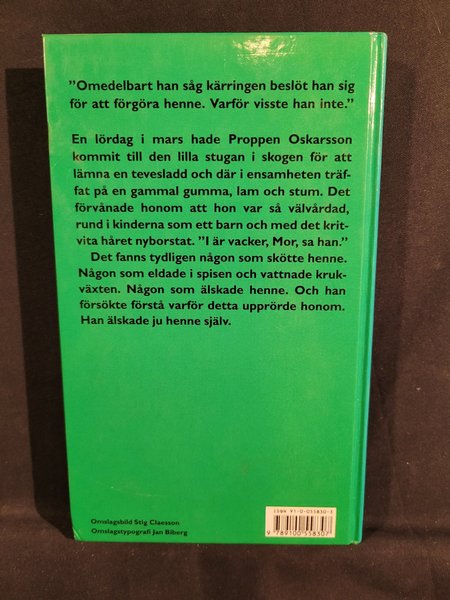 ”Omedelbart han såg kärringen beslöt han sig
för att förgöra henne. Varför visste han inte.”
En lördag i mars hade Proppen Oskarsson
kommit till den lilla stugan i skogen för att
lämna en tevesladd och där i ensamheten träf-
fat på en gammal gumma, lam och stum. Det
förvånade honom att hon var så välvårdad,
rund i kinderna som ett barn och med det krit-
vita håret nyborstat. ”I är vacker, Mor, sa han.”
Det fanns tydligen någon som skötte henne.
Någon som eldade i spisen och vattnade kruk-
växten. Någon som älskade henne. Och han
försökte förstå varför detta upprörde honom.
Han älskade ju henne själv.
ISBN 91-0-055830-3
Omslagsbild Stig Claesson
Omslagstypografi Jan Biberg
9 789100 558307